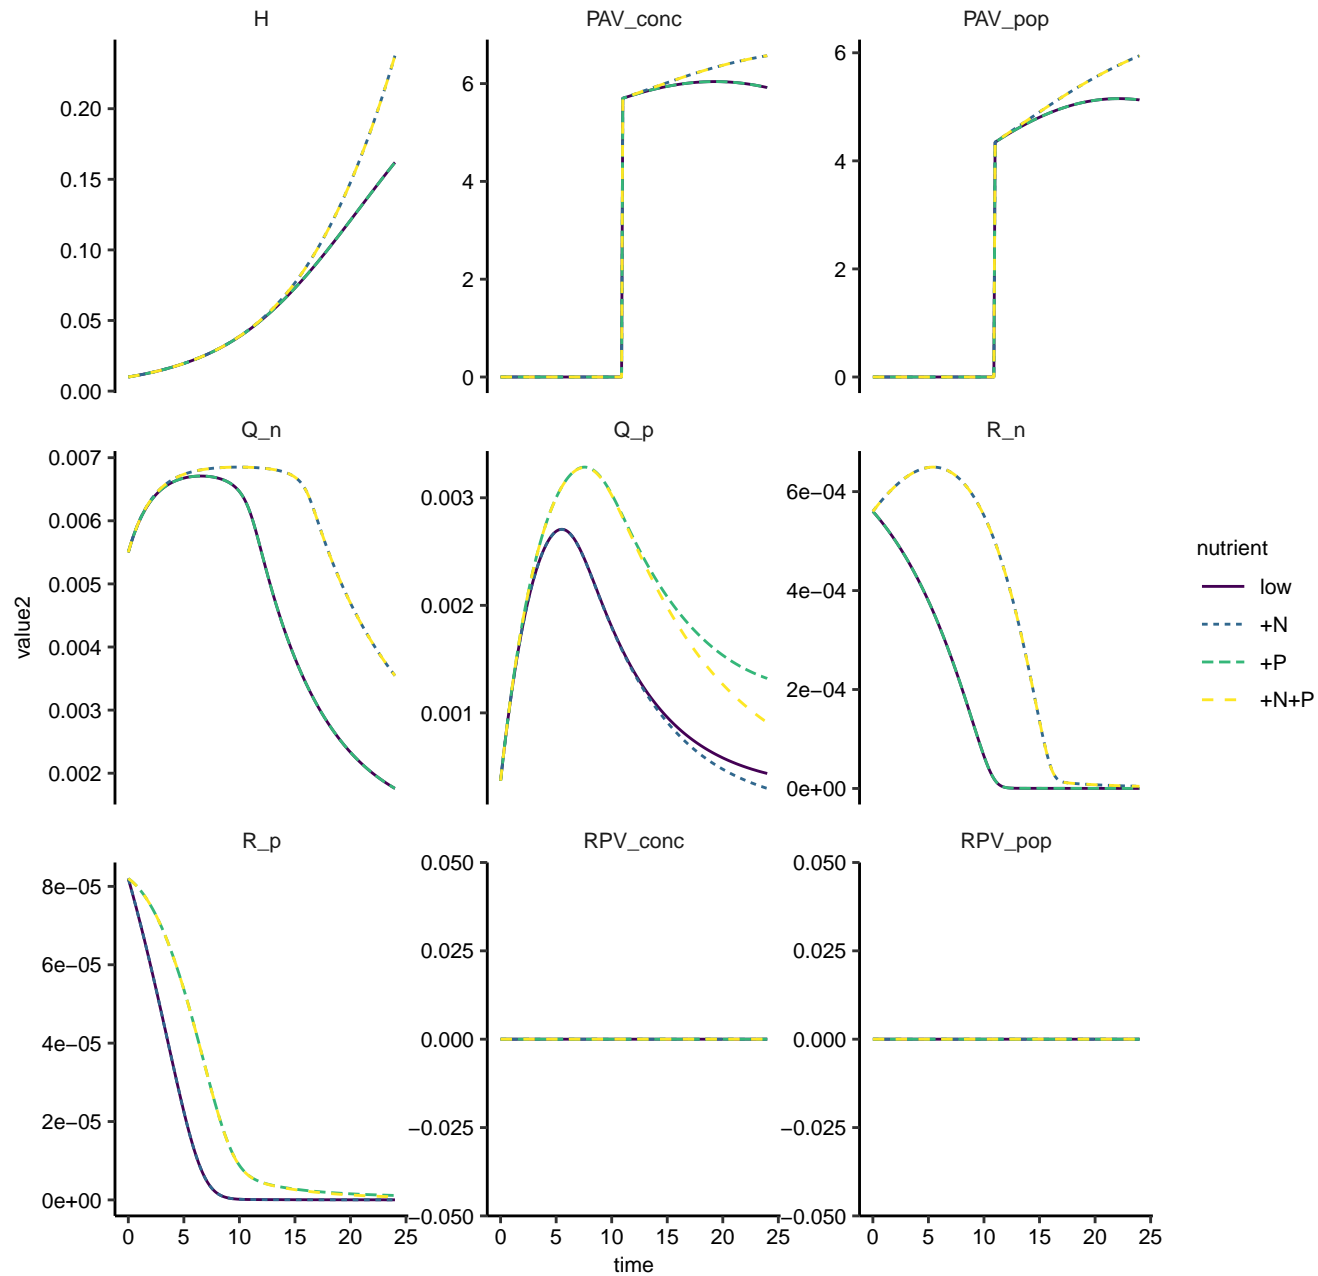 H
PAV_conc
PAV_pop
0.20
0.15
0.10
0.05
0.00
6
4
2
0
6
4
2
0
Q_n
Q_p
R_n
0.007
0.006
0.005
0.004
0.003
0.002
0.003
0.002
0.001
6e−04
4e−04
2e−04
0e+00
value2
nutrient
low
+N
+P
+N+P
R_p
RPV_conc
RPV_pop
8e−05
6e−05
4e−05
2e−05
0e+00
0.050
0.025
0.000
−0.025
−0.050
0.050
0.025
0.000
−0.025
−0.050
0 5 10 15 20 25
0 5 10 15 20 25
0 5 10 15 20 25
time